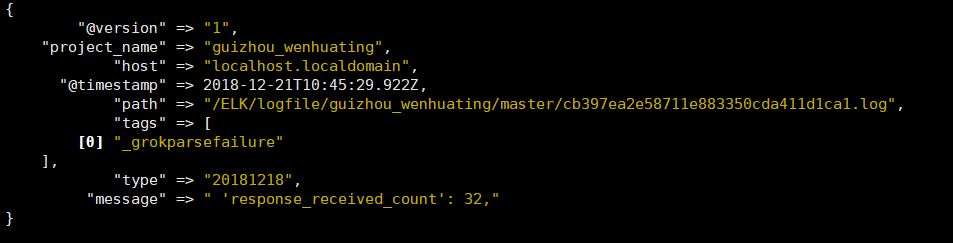 {
"@version" => "1",
"project_name" => "guizhou_wenhuating",
"host" => "localhost.localdomain",
"@timestamp" => 2018-12-21T10:45:29.922Z,
"path" => "/ELK/logfile/guizhou_wenhuating/master/cb397ea2e58711e883350cda411d1ca1.log",
"tags" => [
[0] "_grokparsefailure"
],
"type" => "20181218",
"message" => " 'response_received_count': 32,"
}